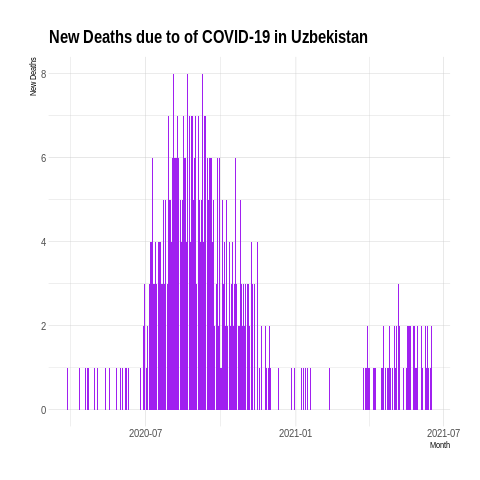 New Deaths due to of COVID-19 in Uzbekistan
New Deaths
8
6
4
2
0
2020-07
2021-01
2021-07
Month